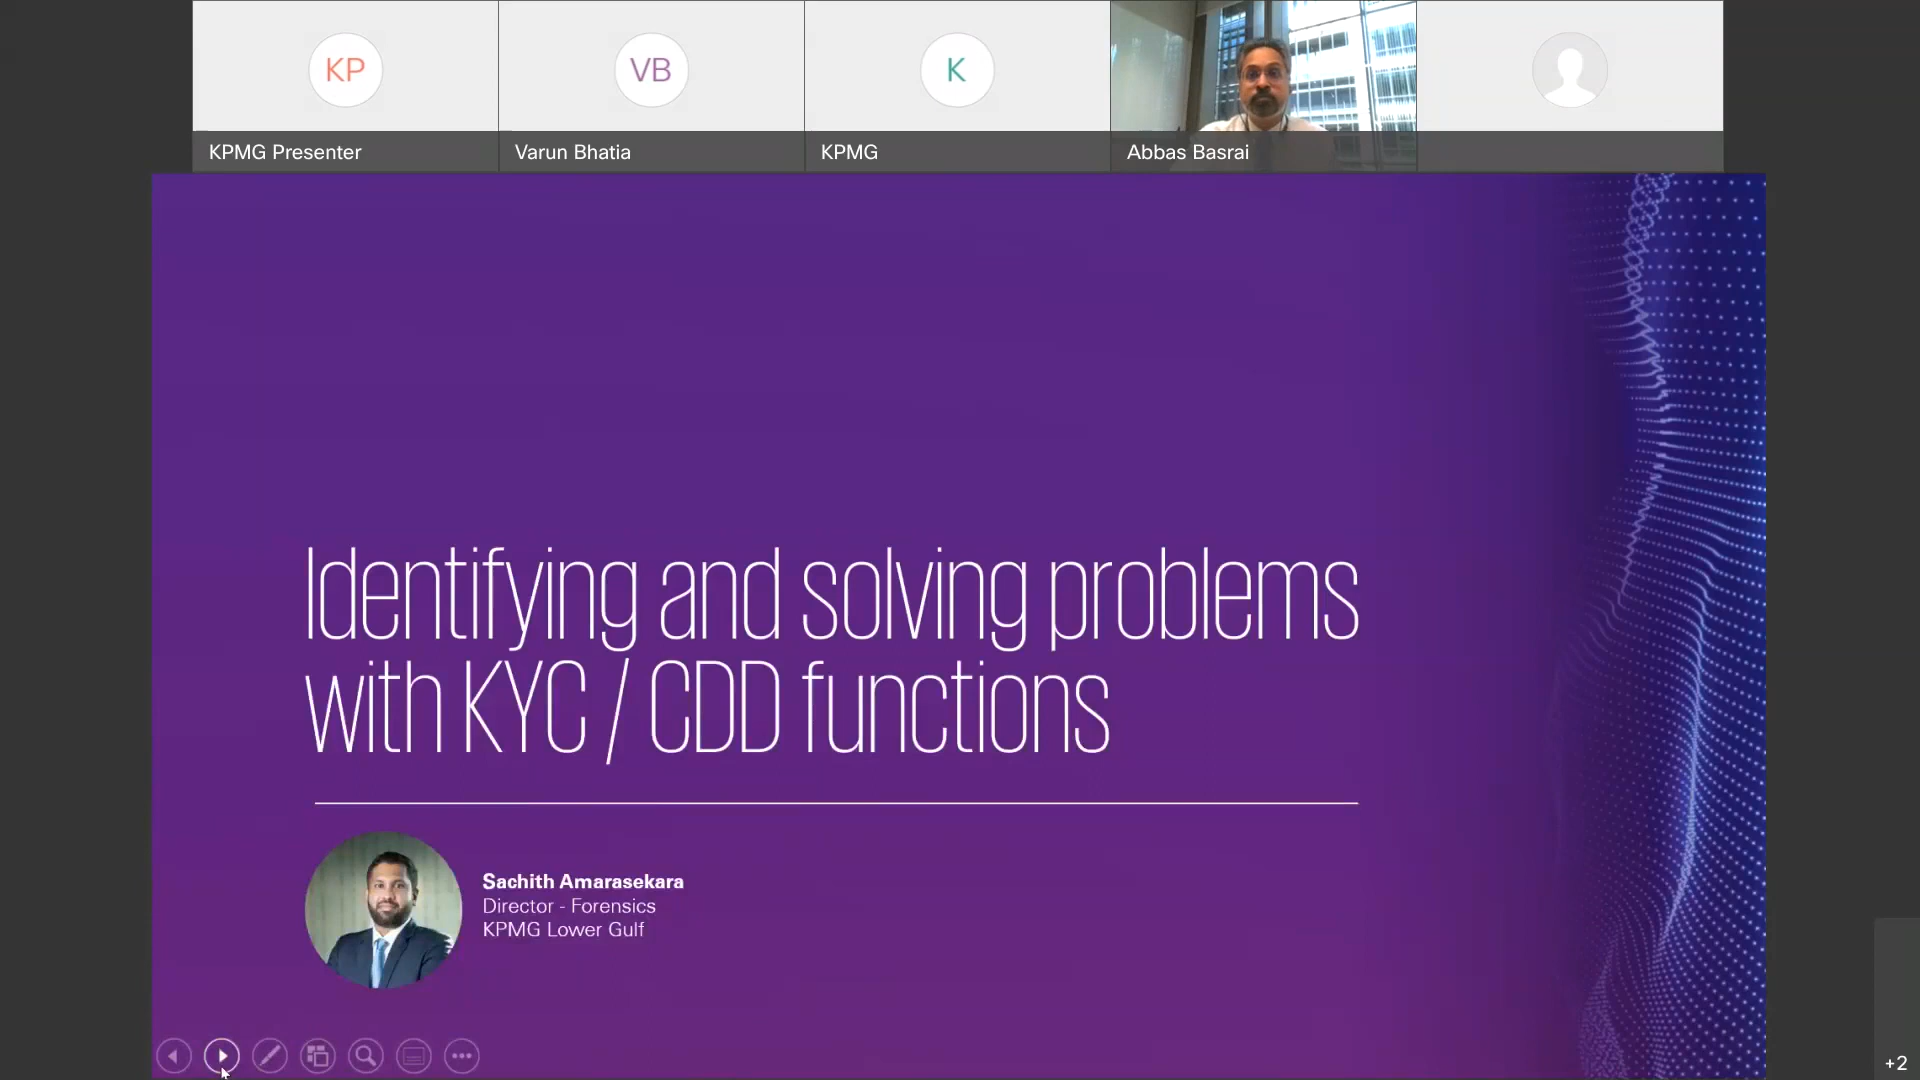 KP
VB
K
KPMG Presenter
Varun Bhatia
KPMG
Abbas Basrai
Identifying and solving problems
with KYC / CDD functions
Sachith Amarasekara
Director - Forensics
KPMG Lower Gulf
+2